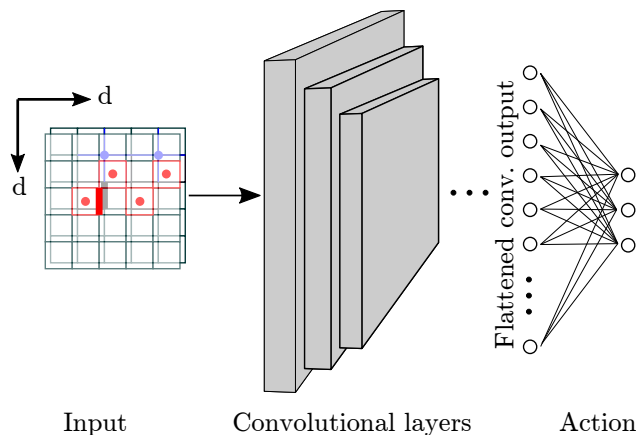 d
d
Flattened conv. output
Input
Convolutional layers
Action